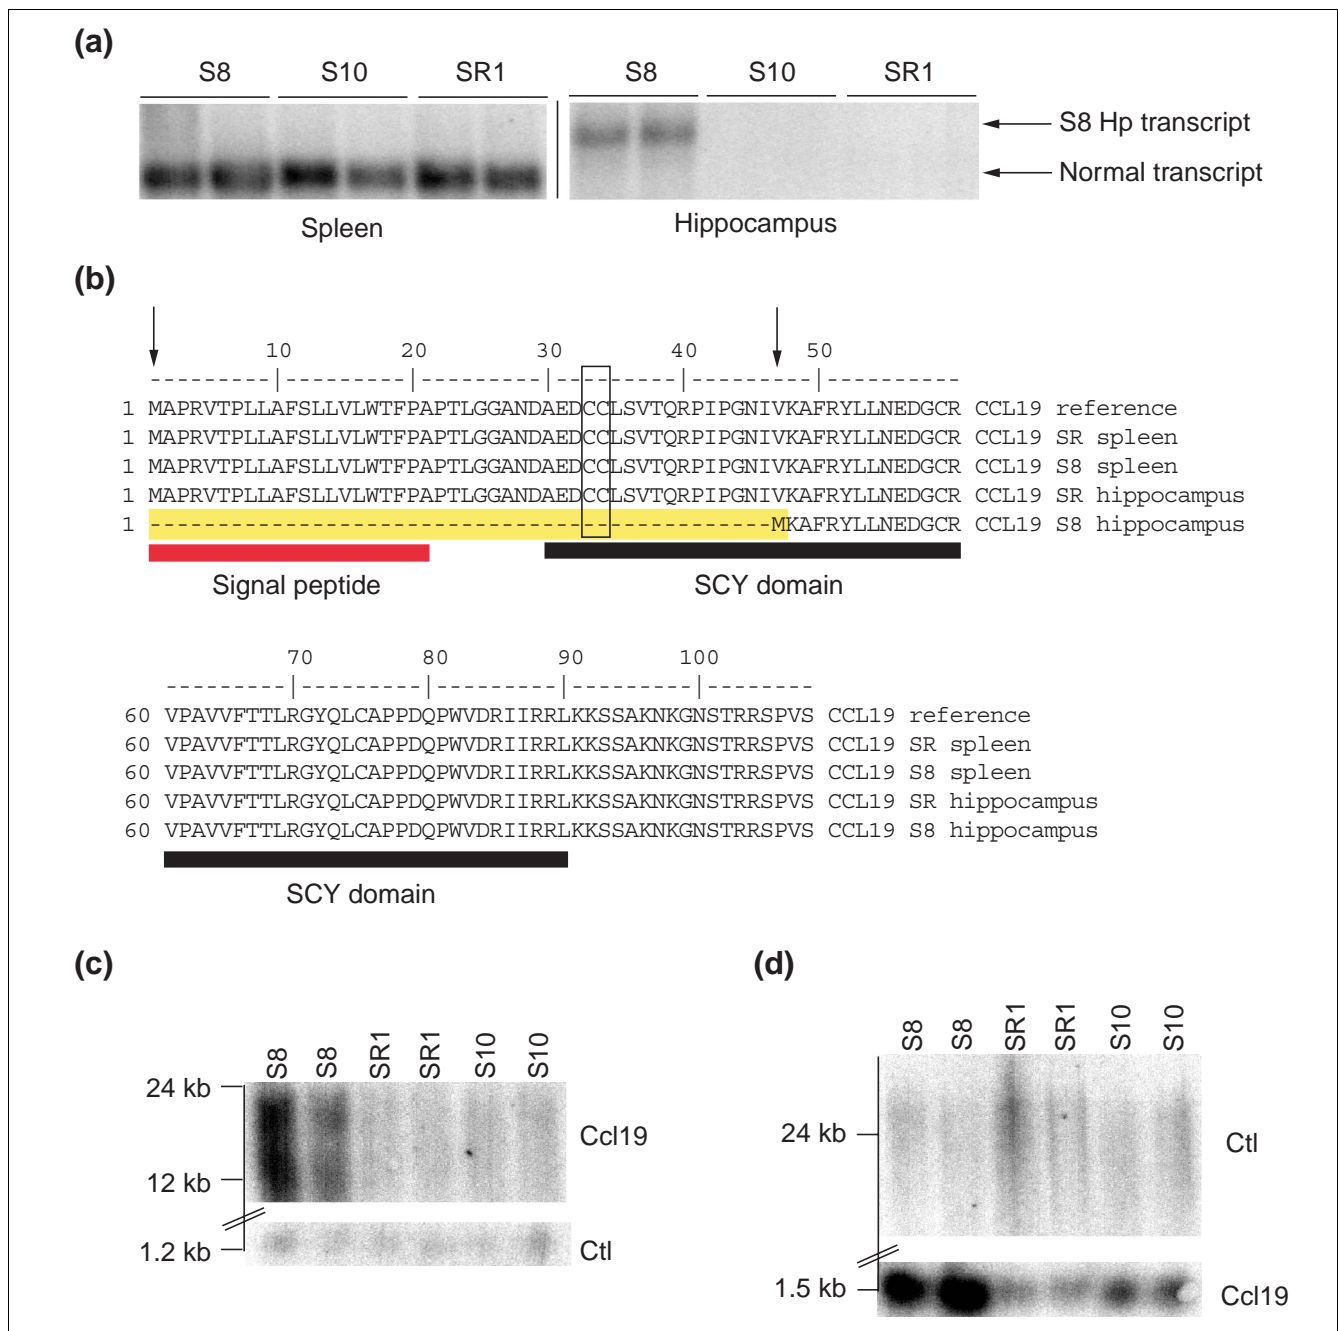 (a)
S8 S10 SR1 S8 S10 SR1
S8 Hp transcript
Normal transcript
Spleen Hippocampus
(b)
10 20 30 40 50
1 MAPRVTPLLAFSLLVLWTFPAPTLGGANDAEDCCLSVTQRPIPGNIVKAFRYLLNEDGCR CCL19 reference
1 MAPRVTPLLAFSLLVLWTFPAPTLGGANDAEDCCLSVTQRPIPGNIVKAFRYLLNEDGCR CCL19 SR spleen
1 MAPRVTPLLAFSLLVLWTFPAPTLGGANDAEDCCLSVTQRPIPGNIVKAFRYLLNEDGCR CCL19 S8 spleen
1 MAPRVTPLLAFSLLVLWTFPAPTLGGANDAEDCCLSVTQRPIPGNIVKAFRYLLNEDGCR CCL19 SR hippocampus
1 ----------------------------------------------MKAFRYLLNEDGCR CCL19 S8 hippocampus
Signal peptide SCY domain
70 80 90 100
60 VPAVVFTTLRGYQLCAPPDQPWVDRIIRRLKKSSAKNKGNSTRRSPVS CCL19 reference
60 VPAVVFTTLRGYQLCAPPDQPWVDRIIRRLKKSSAKNKGNSTRRSPVS CCL19 SR spleen
60 VPAVVFTTLRGYQLCAPPDQPWVDRIIRRLKKSSAKNKGNSTRRSPVS CCL19 S8 spleen
60 VPAVVFTTLRGYQLCAPPDQPWVDRIIRRLKKSSAKNKGNSTRRSPVS CCL19 SR hippocampus
60 VPAVVFTTLRGYQLCAPPDQPWVDRIIRRLKKSSAKNKGNSTRRSPVS CCL19 S8 hippocampus
SCY domain
(c)
S8 S8 SR1 SR1 S10 S10
24 kb
Ccl19
12 kb
1.2 kb
Ctl
(d)
S8 S8 SR1 SR1 S10 S10
24 kb
Ctl
1.5 kb
Ccl19